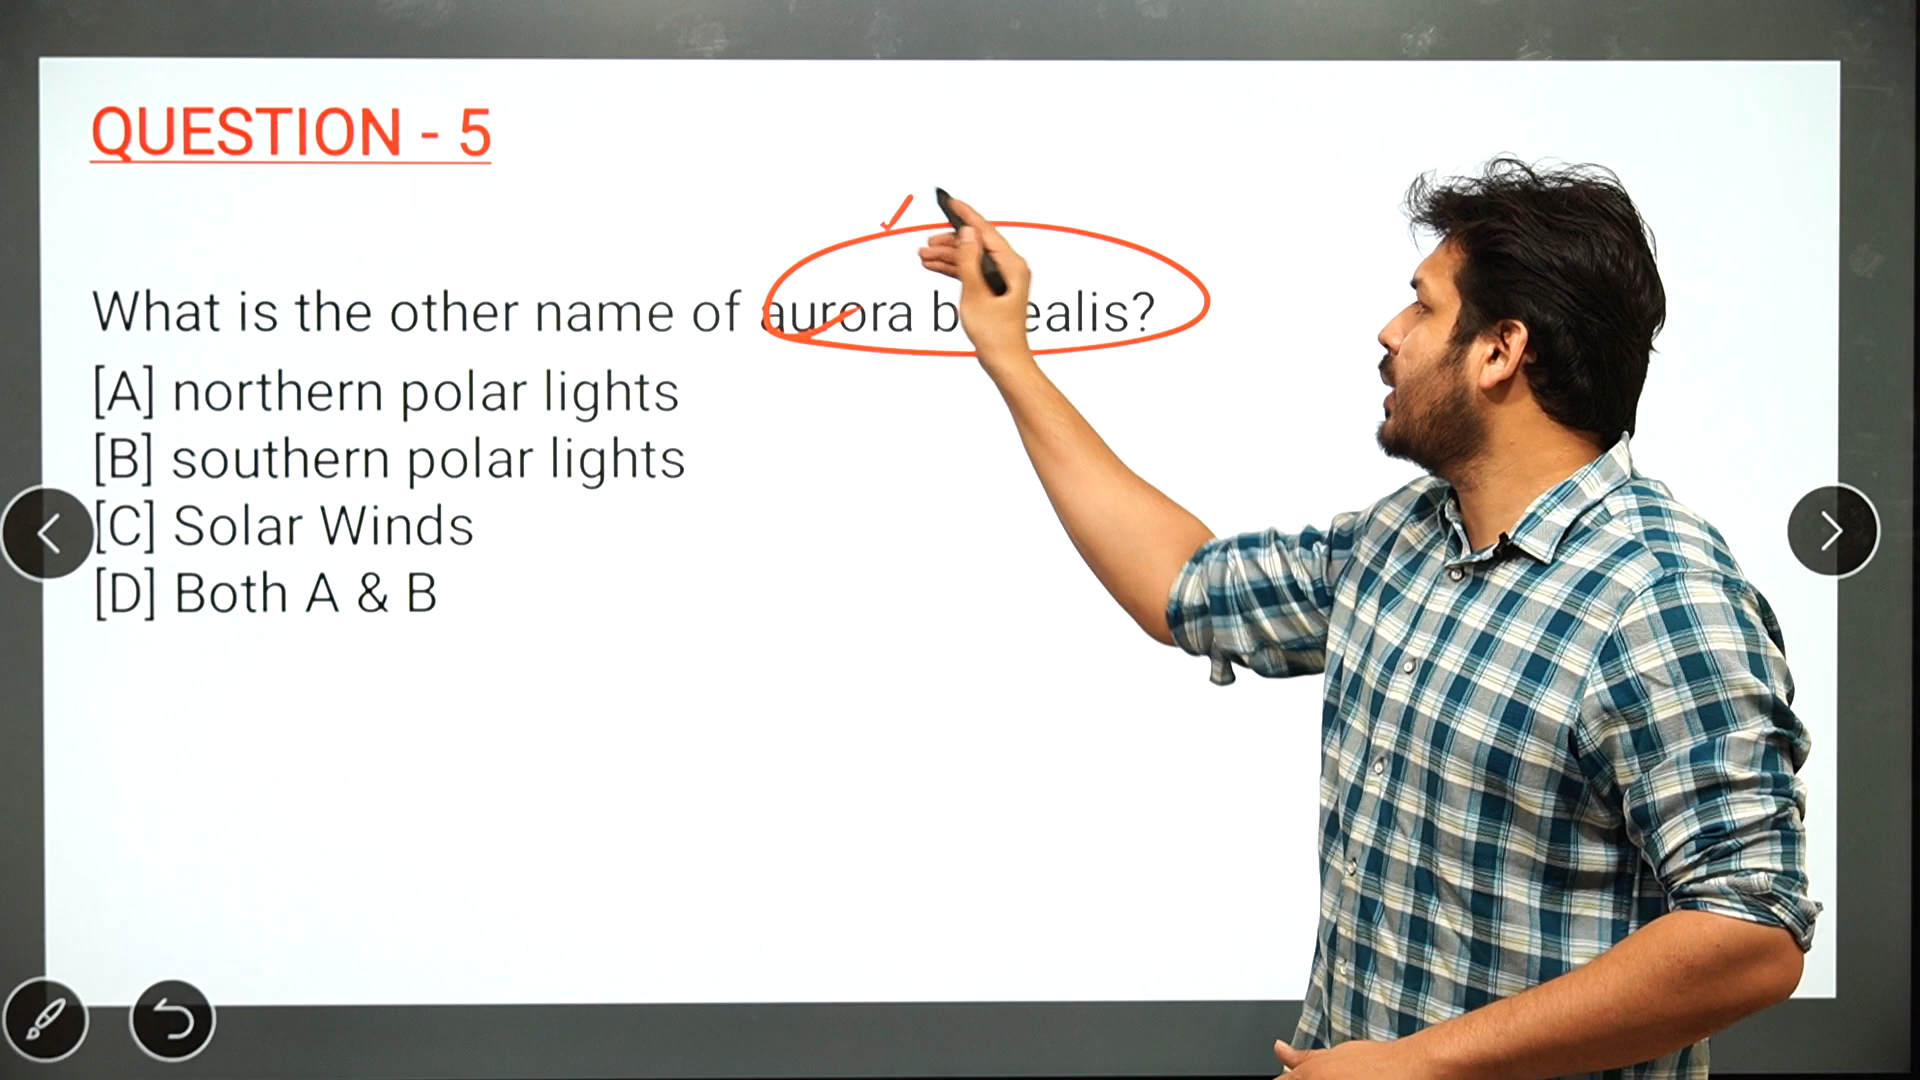 QUESTION - 5
What is the other name of aurora b ealis?
[A] northern polar lights
[B] southern polar lights
[C] Solar Winds
[D] Both A & B